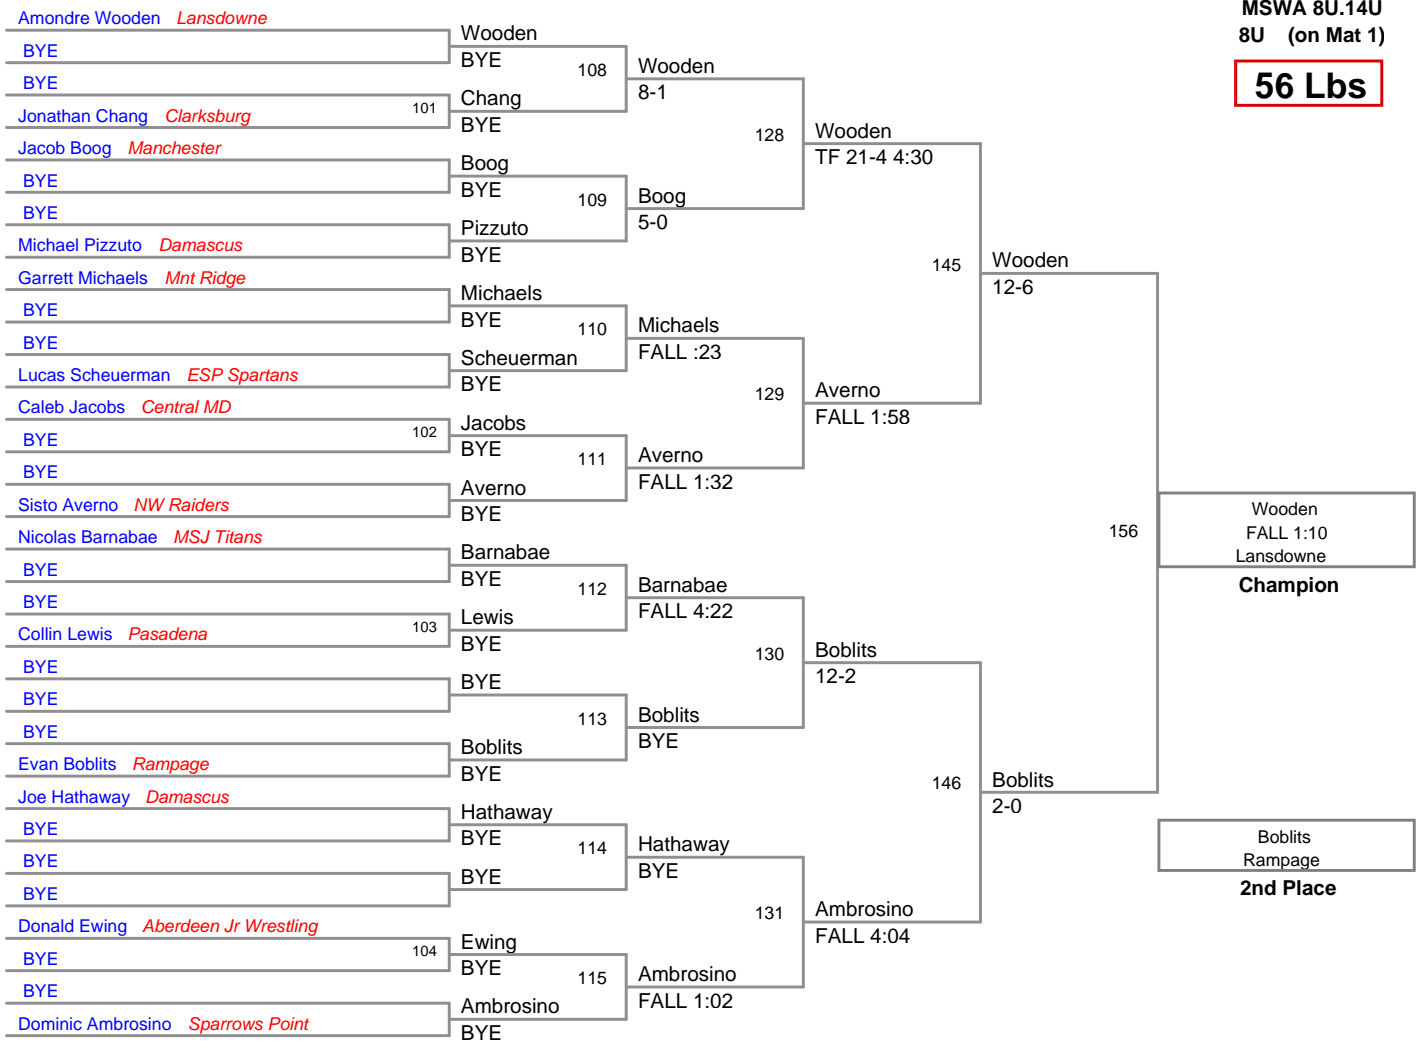 MSWA 8U.14U
8U (on Mat 1)
56 Lbs
Amondre Wooden Lansdowne
BYE
BYE
Jonathan Chang Clarksburg
Jacob Boog Manchester
BYE
BYE
Michael Pizzuto Damascus
Garrett Michaels Mnt Ridge
BYE
BYE
Lucas Scheuerman ESP Spartans
Caleb Jacobs Central MD
BYE
BYE
Sisto Averno NW Raiders
Nicolas Barnabae MSJ Titans
BYE
BYE
Collin Lewis Pasadena
BYE
BYE
BYE
Evan Boblits Rampage
Joe Hathaway Damascus
BYE
BYE
BYE
Donald Ewing Aberdeen Jr Wrestling
BYE
BYE
Dominic Ambrosino Sparrows Point
101
102
103
104
Wooden
BYE
Chang
BYE
Boog
BYE
Pizzuto
BYE
Michaels
BYE
Scheuerman
BYE
Jacobs
BYE
Averno
BYE
Barnabae
BYE
Lewis
BYE
BYE
Boblits
BYE
Hathaway
BYE
BYE
Ewing
BYE
Ambrosino
BYE
108
109
110
111
112
113
114
115
Wooden
8-1
Boog
5-0
Michaels
FALL :23
Averno
FALL 1:32
Barnabae
FALL 4:22
Boblits
BYE
Hathaway
BYE
Ambrosino
FALL 1:02
128
129
130
131
Wooden
TF 21-4 4:30
Averno
FALL 1:58
Boblits
12-2
Ambrosino
FALL 4:04
145
146
Wooden
12-6
Boblits
2-0
156
Wooden
FALL 1:10
Lansdowne
Champion
Boblits
Rampage
2nd Place